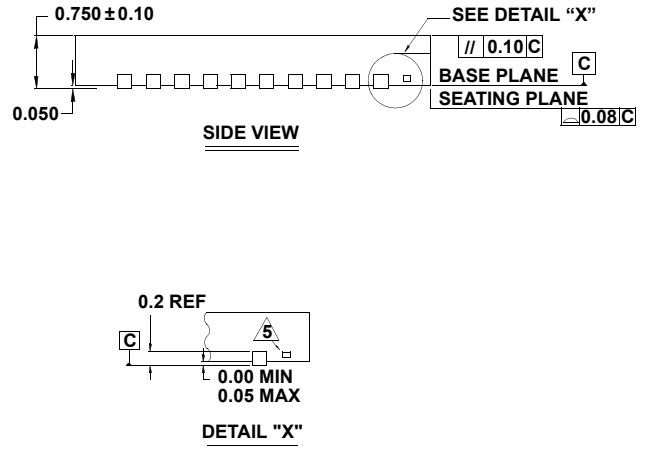 0.750 ± 0.10
SEE DETAIL “X”
// 0.10 C
C
BASE PLANE
SEATING PLANE
0.050
⌓ 0.08 C
SIDE VIEW
0.2 REF
5
C
0.00 MIN
0.05 MAX
DETAIL "X"